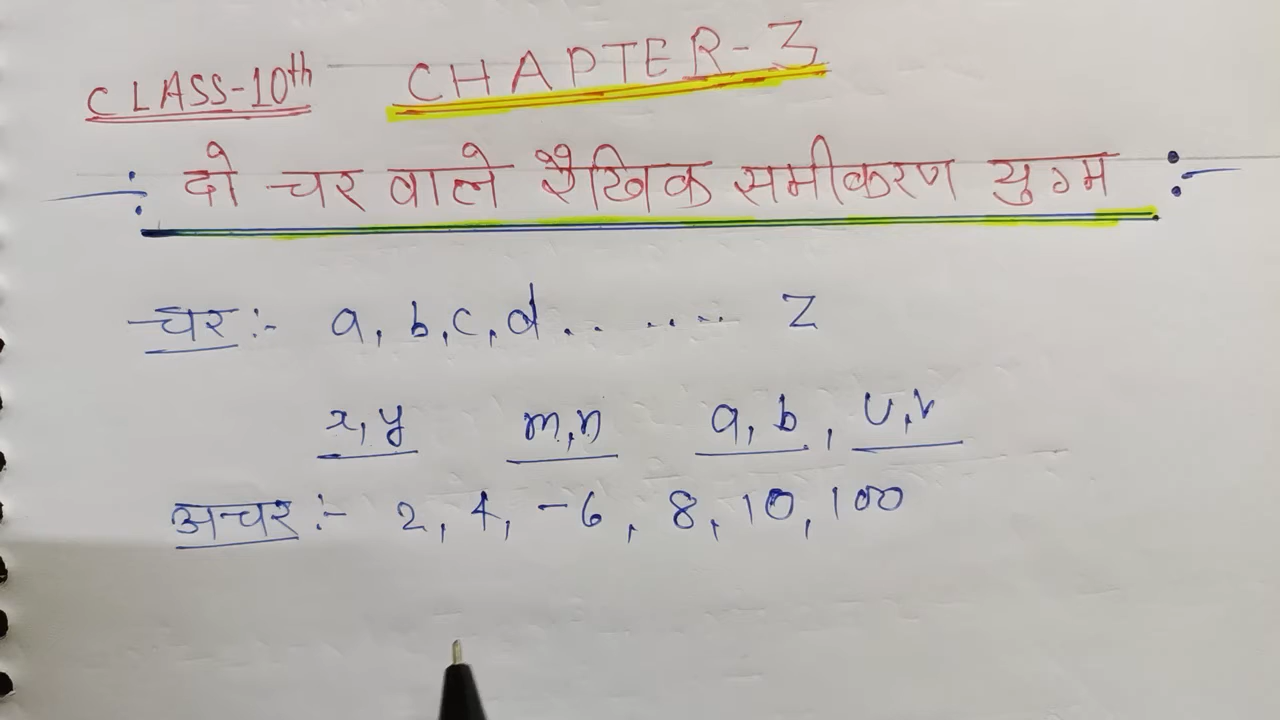 CLASS-10th CHAPTER-3
-: दो चर वाले रैखिक समीकरण युग्म :-
चर :- a, b, c, d........ z
x, y m, n a, b, u, v
अचर :- 2, 4, -6, 8, 10, 100